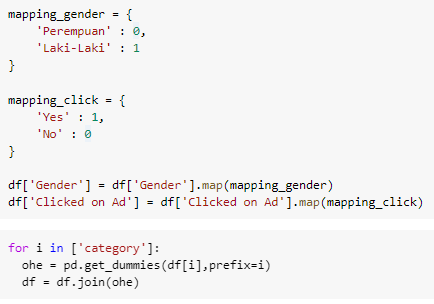 mapping_gender = {
    'Perempuan' : 0,
    'Laki-Laki' : 1
}

mapping_click = {
    'Yes' : 1,
    'No' : 0
}

df['Gender'] = df['Gender'].map(mapping_gender)
df['Clicked on Ad'] = df['Clicked on Ad'].map(mapping_click)

for i in ['category']:
  ohe = pd.get_dummies(df[i],prefix=i)
  df = df.join(ohe)